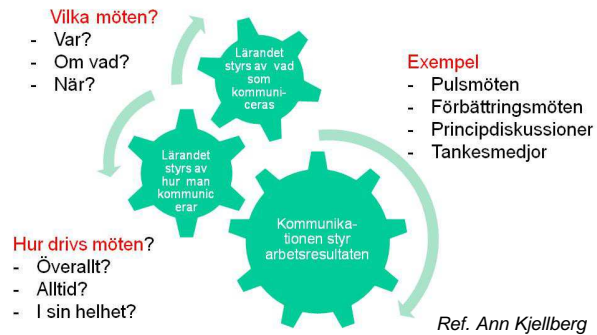 Vilka möten?
- Var?
- Om vad?
- När?
Lärandet
styrs av vad
som
kommuni-
ceras
Exempel
- Pulsmöten
- Förbättringsmöten
- Principdiskussioner
- Tankesmedjor
Lärandet
styrs av
hur man
kommunic
erar
Kommunika-
tionen styr
arbetsresultaten
Hur drivs möten?
- Överallt?
- Alltid?
- I sin helhet?
Ref. Ann Kjellberg